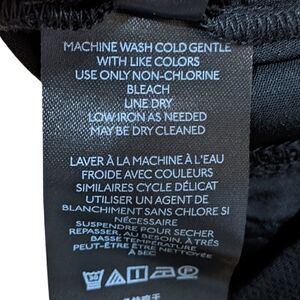 MACHINE WASH COLD GENTLE
WITH LIKE COLORS
USE ONLY NON-CHLORINE
BLEACH
LINE DRY
LOW IRON AS NEEDED
MAY BE DRY CLEANED
LAVER À LA MACHINE À L'EAU
FROIDE AVEC COULEURS
SIMILAIRES CYCLE DÉLICAT
UTILISER UN AGENT DE
BLANCHIMENT SANS CHLORE SI
NÉCESSAIRE
SUSPENDRE POUR SÉCHER
REPASSER, AU BESOIN, À TRÈS
BASSE TEMPÉRATURE
PEUT-ÊTRE ÊTRE NETTOYÉE
À SEC